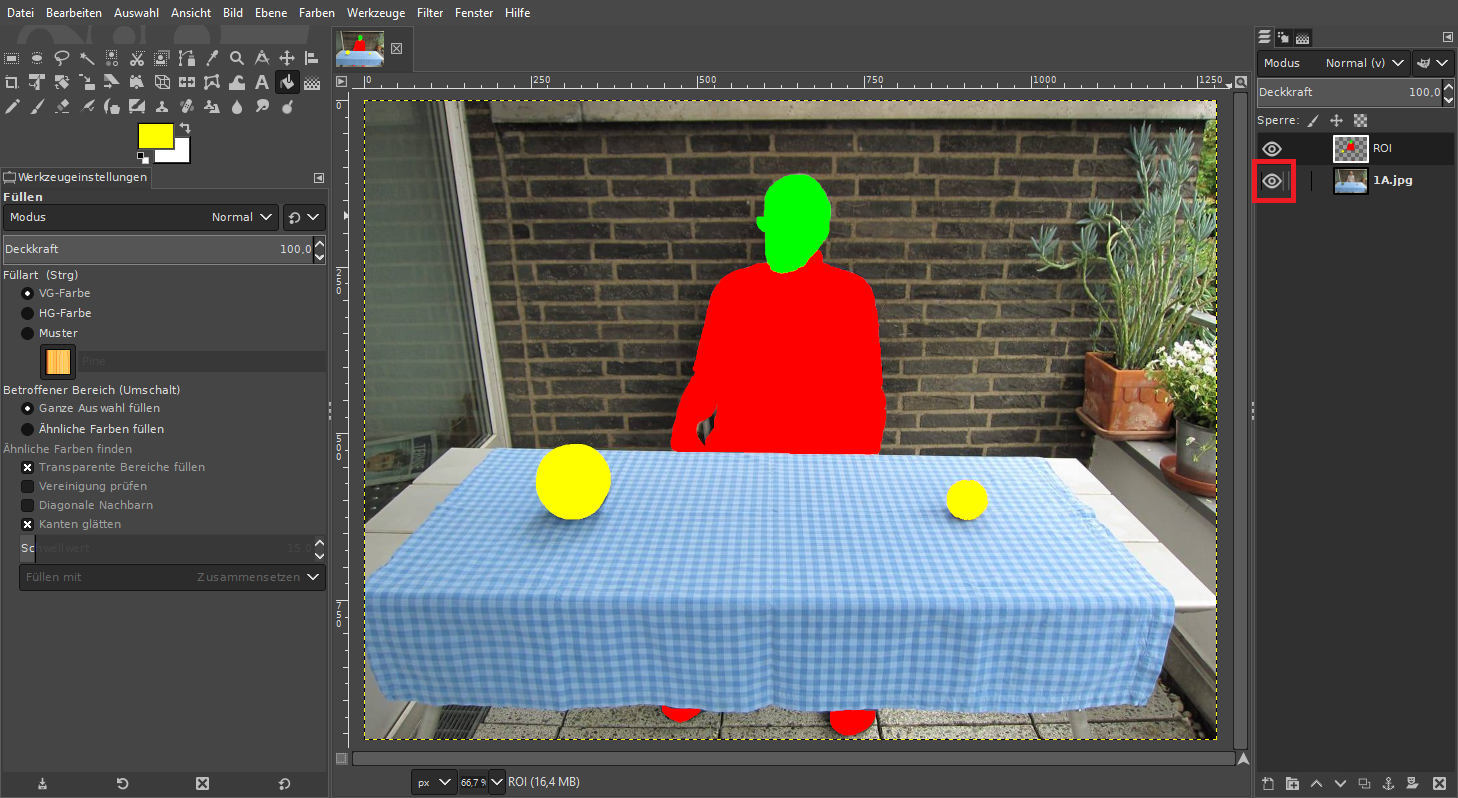 Datei Bearbeiten Auswahl Ansicht Bild Ebene Farben Werkzeuge Filter Fenster Hilfe
Werkzeugeinstellungen
Füllen
Modus Normal
Deckkraft 100,0
Füllart (Strg)
VG-Farbe
HG-Farbe
Muster
Pine
Betroffener Bereich (Umschalt)
Ganze Auswahl füllen
Ähnliche Farben füllen
Ähnliche Farben finden
Transparente Bereiche füllen
Vereinigung prüfen
Diagonale Nachbarn
Kanten glätten
Schwellwert 15,0
Füllen mit Zusammensetzen
0 250 500 750 1000 1250
0
250
500
750
px 66,7 % ROI (16,4 MB)
Modus Normal (v)
Deckkraft 100,0
Sperre:
ROI
1A.jpg